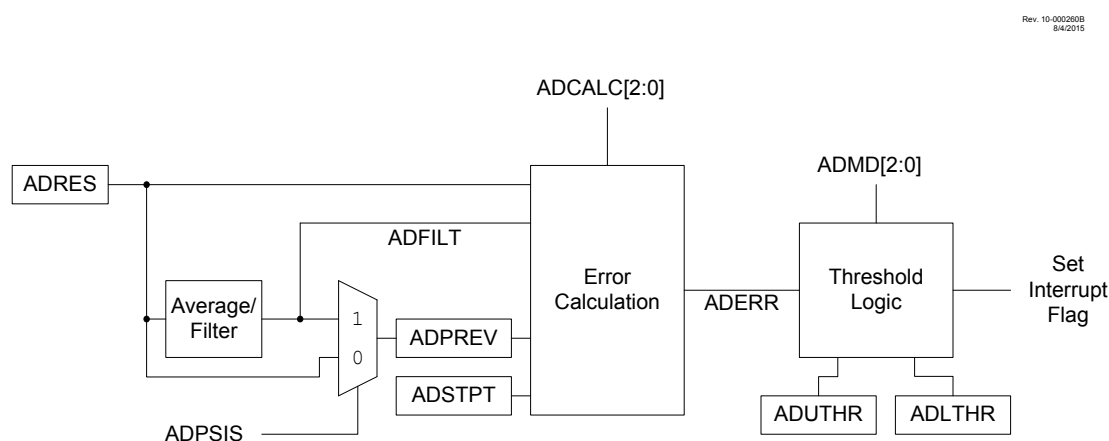 Rev. 10-000260B
8/4/2015
ADCALC[2:0]
ADRES
ADMD[2:0]
ADFILT
Error
Calculation
Threshold
Logic
Set
Interrupt
Flag
ADERR
Average/
Filter
1
0
ADPREV
ADSTPT
ADUTHR
ADLTHR
ADPSIS